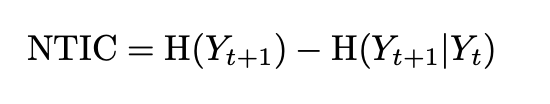 NTIC = H(Y_{t+1}) − H(Y_{t+1}|Y_t)